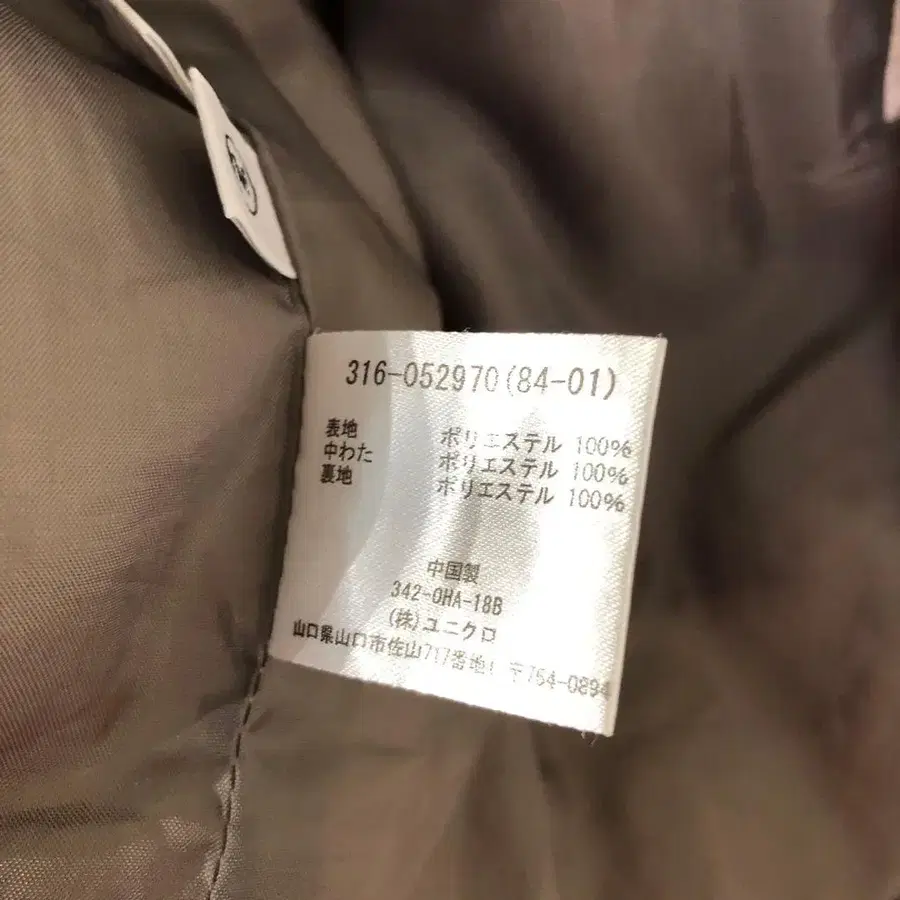 316-052970(84-01)
表地 ポリエステル 100%
中わた ポリエステル 100%
裏地 ポリエステル 100%
中国製
342-OHA-18B
(株)ユニクロ
山口県山口市佐山717番地1 〒754-0894